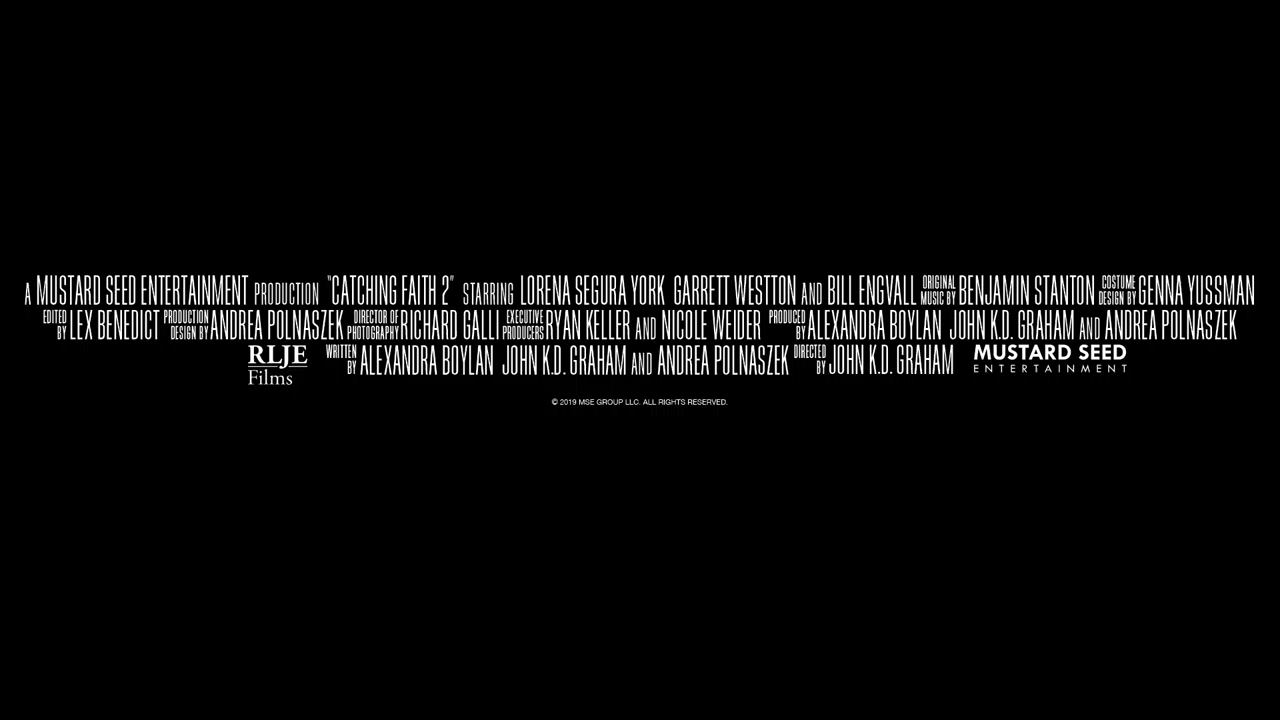 A MUSTARD SEED ENTERTAINMENT PRODUCTION "CATCHING FAITH 2" STARRING LORENA SEGURA YORK GARRETT WESTTON AND BILL ENGVALL ORIGINAL MUSIC BY BENJAMIN STANTON COSTUME DESIGN BY GENNA YUSSMAN
EDITED BY LEX BENEDICT PRODUCTION DESIGN BY ANDREA POLNASZEK DIRECTOR OF PHOTOGRAPHY RICHARD GALLI EXECUTIVE PRODUCERS RYAN KELLER AND NICOLE WEIDER PRODUCED BY ALEXANDRA BOYLAN JOHN K.D. GRAHAM AND ANDREA POLNASZEK
RLJE Films WRITTEN BY ALEXANDRA BOYLAN JOHN K.D. GRAHAM AND ANDREA POLNASZEK DIRECTED BY JOHN K.D. GRAHAM MUSTARD SEED ENTERTAINMENT
© 2019 MSE GROUP LLC. ALL RIGHTS RESERVED.